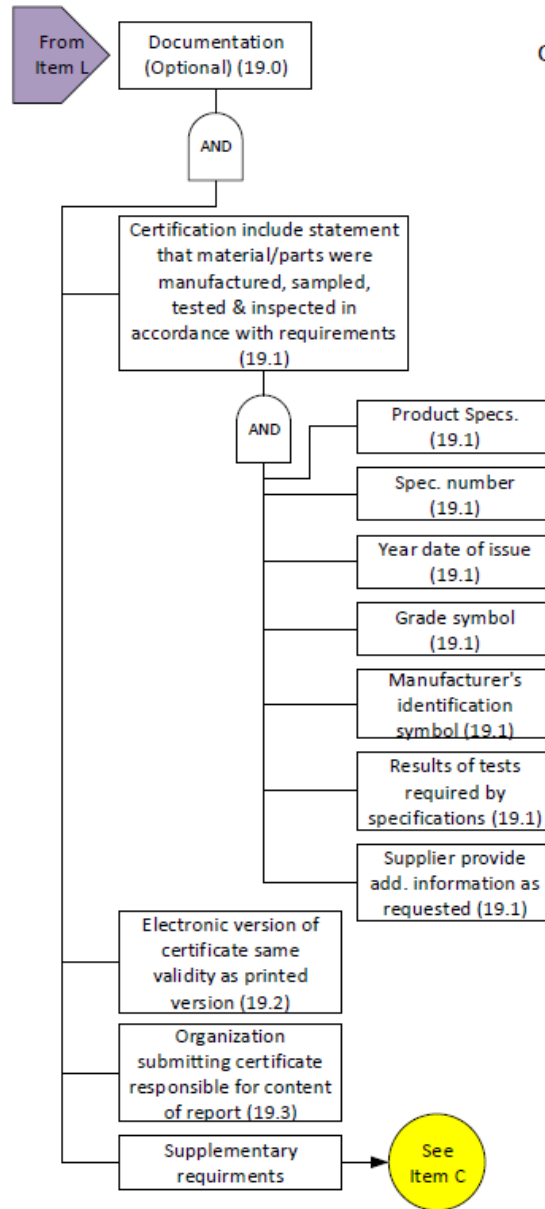 From
Item L
Documentation
(Optional) (19.0)
AND
Certification include statement
that material/parts were
manufactured, sampled,
tested & inspected in
accordance with requirements
(19.1)
AND
Product Specs.
(19.1)
Spec. number
(19.1)
Year date of issue
(19.1)
Grade symbol
(19.1)
Manufacturer's
identification
symbol (19.1)
Results of tests
required by
specifications (19.1)
Supplier provide
add. information as
requested (19.1)
Electronic version of
certificate same
validity as printed
version (19.2)
Organization
submitting certificate
responsible for content
of report (19.3)
Supplementary
requirments
See
Item C